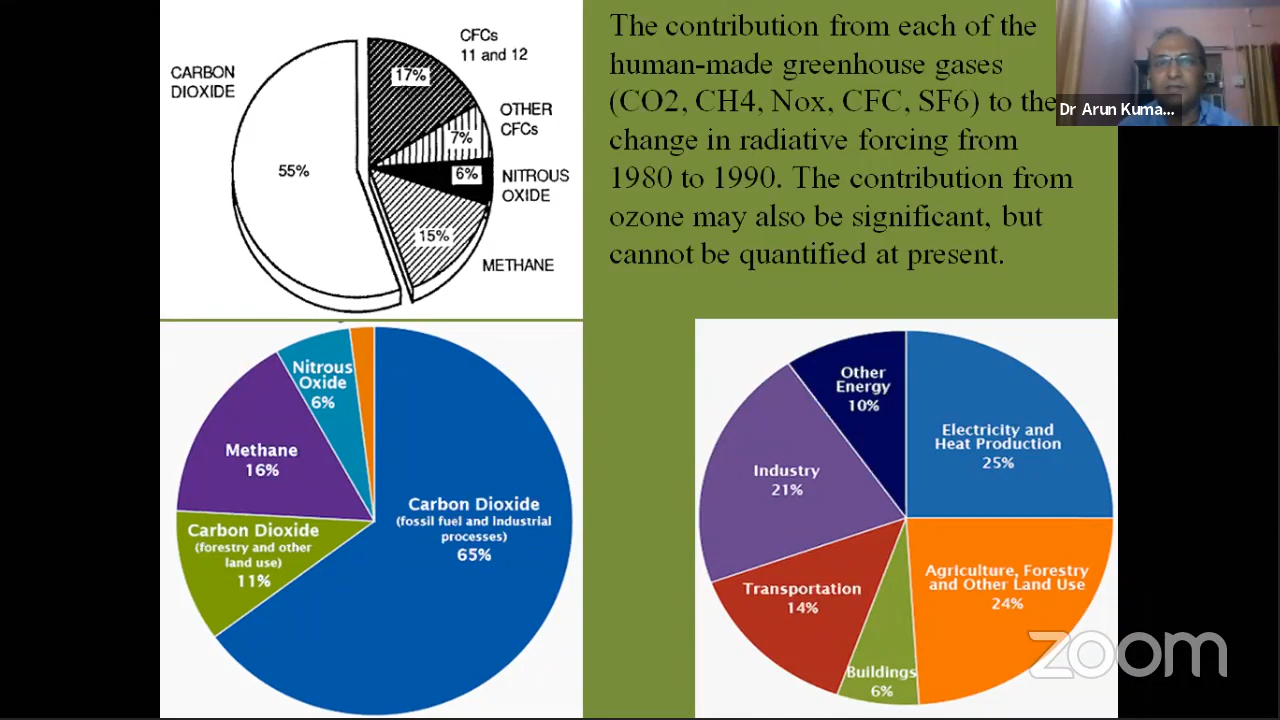 CFCs
11 and 12
17%
CARBON
DIOXIDE
OTHER
CFCs
7%
55%
6%
NITROUS
OXIDE
15%
METHANE
The contribution from each of the
human-made greenhouse gases
(CO2, CH4, Nox, CFC, SF6) to the
change in radiative forcing from
1980 to 1990. The contribution from
ozone may also be significant, but
cannot be quantified at present.
Dr Arun Kuma...
Nitrous
Oxide
6%
Methane
16%
Carbon Dioxide
(forestry and other
land use)
11%
Carbon Dioxide
(fossil fuel and industrial
processes)
65%
Other
Energy
10%
Electricity and
Heat Production
25%
Industry
21%
Agriculture, Forestry
and Other Land Use
24%
Transportation
14%
Buildings
6%
zoom